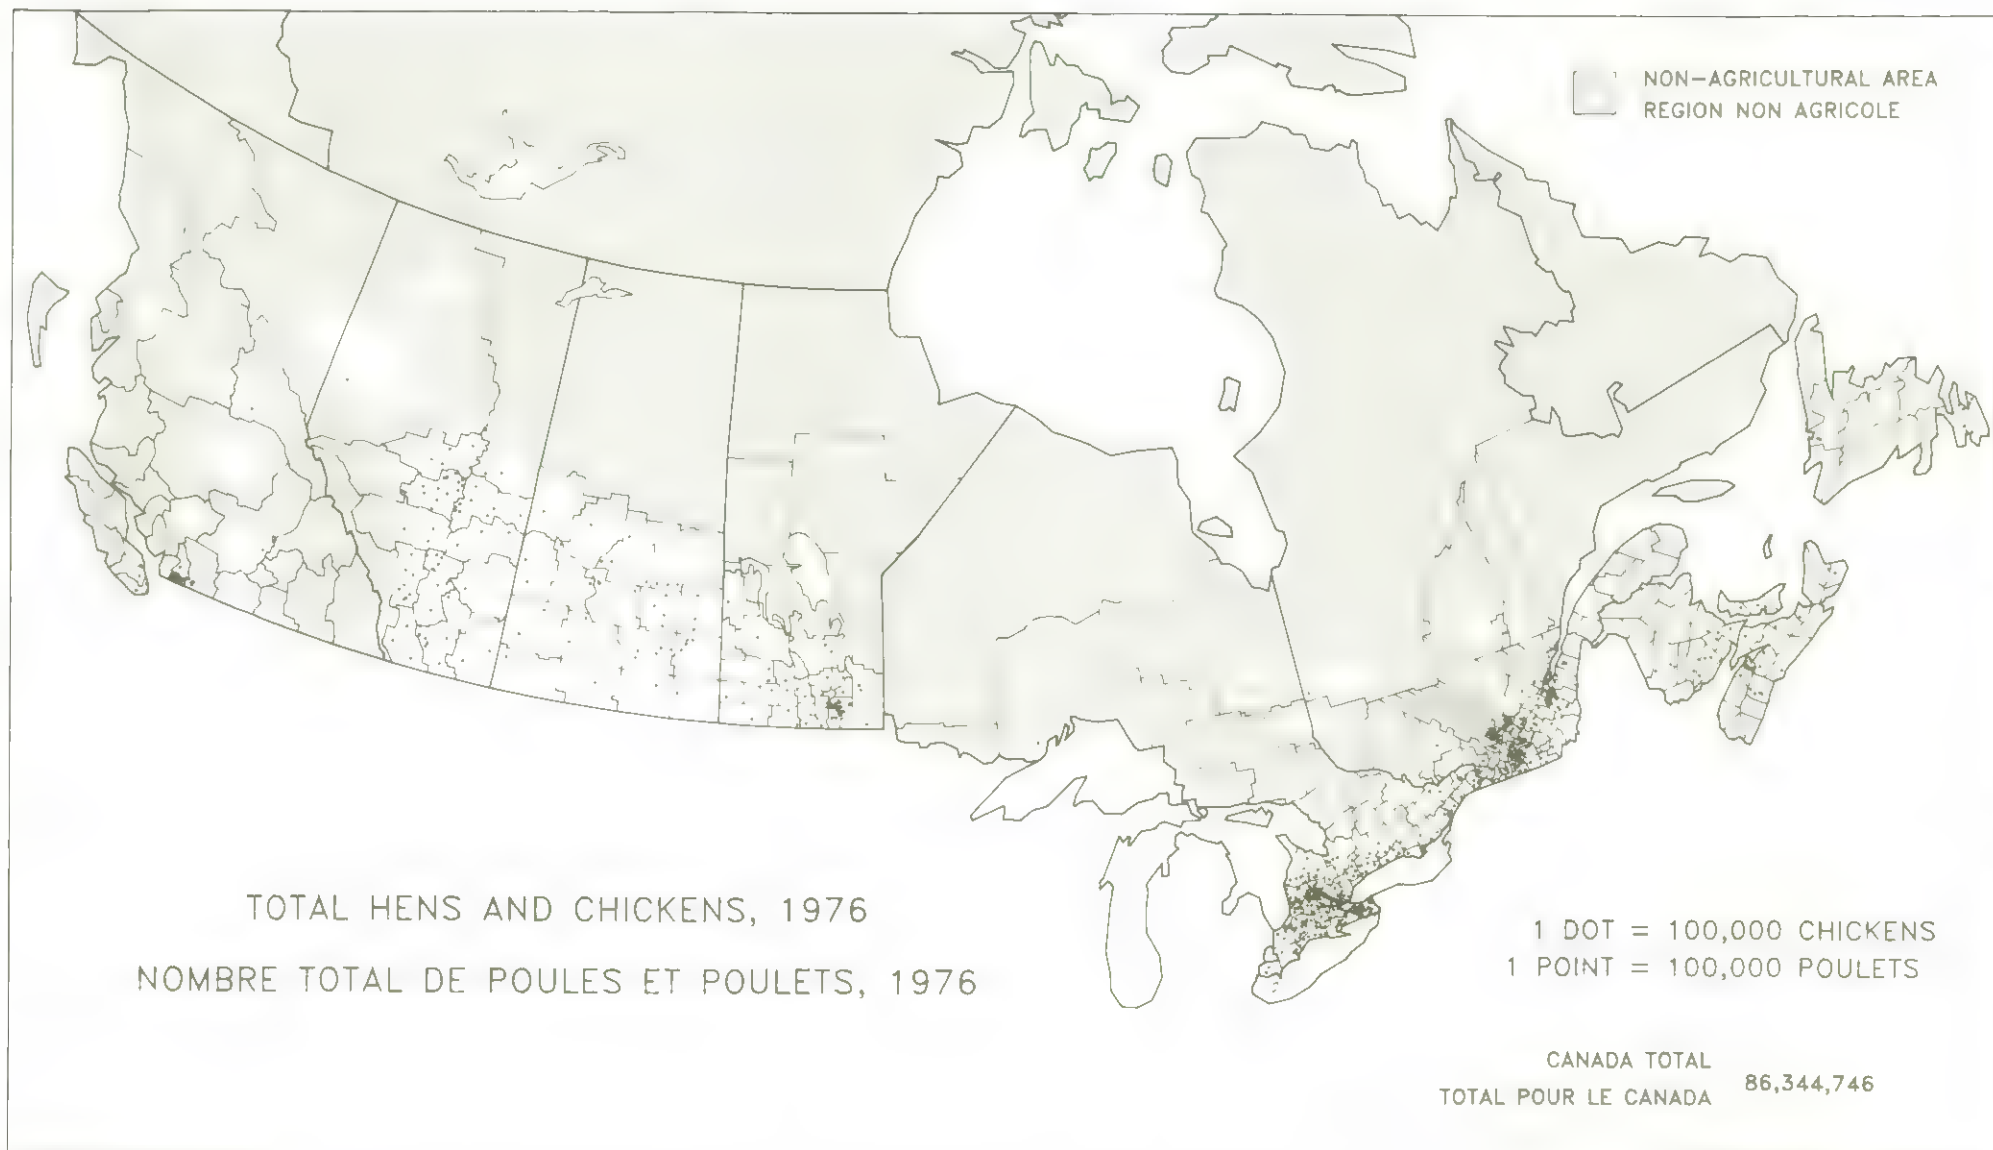 NON-AGRICULTURAL AREA
REGION NON AGRICOLE
TOTAL HENS AND CHICKENS, 1976
NOMBRE TOTAL DE POULES ET POULETS, 1976
1 DOT = 100,000 CHICKENS
1 POINT = 100,000 POULETS
CANADA TOTAL
TOTAL POUR LE CANADA
86,344,746